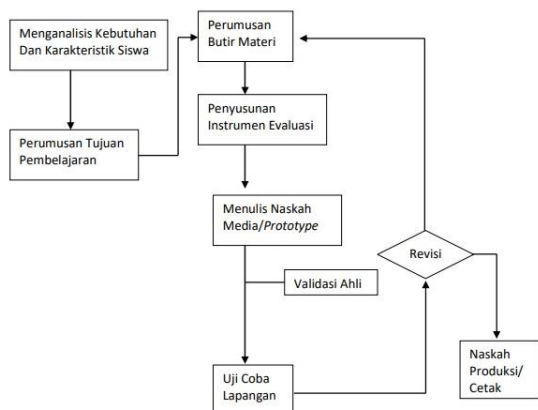 Menganalisis Kebutuhan
Dan Karakteristik Siswa
Perumusan Tujuan
Pembelajaran
Perumusan
Butir Materi
Penyusunan
Instrumen Evaluasi
Menulis Naskah
Media/Prototype
Validasi Ahli
Uji Coba
Lapangan
Revisi
Naskah
Produksi/
Cetak